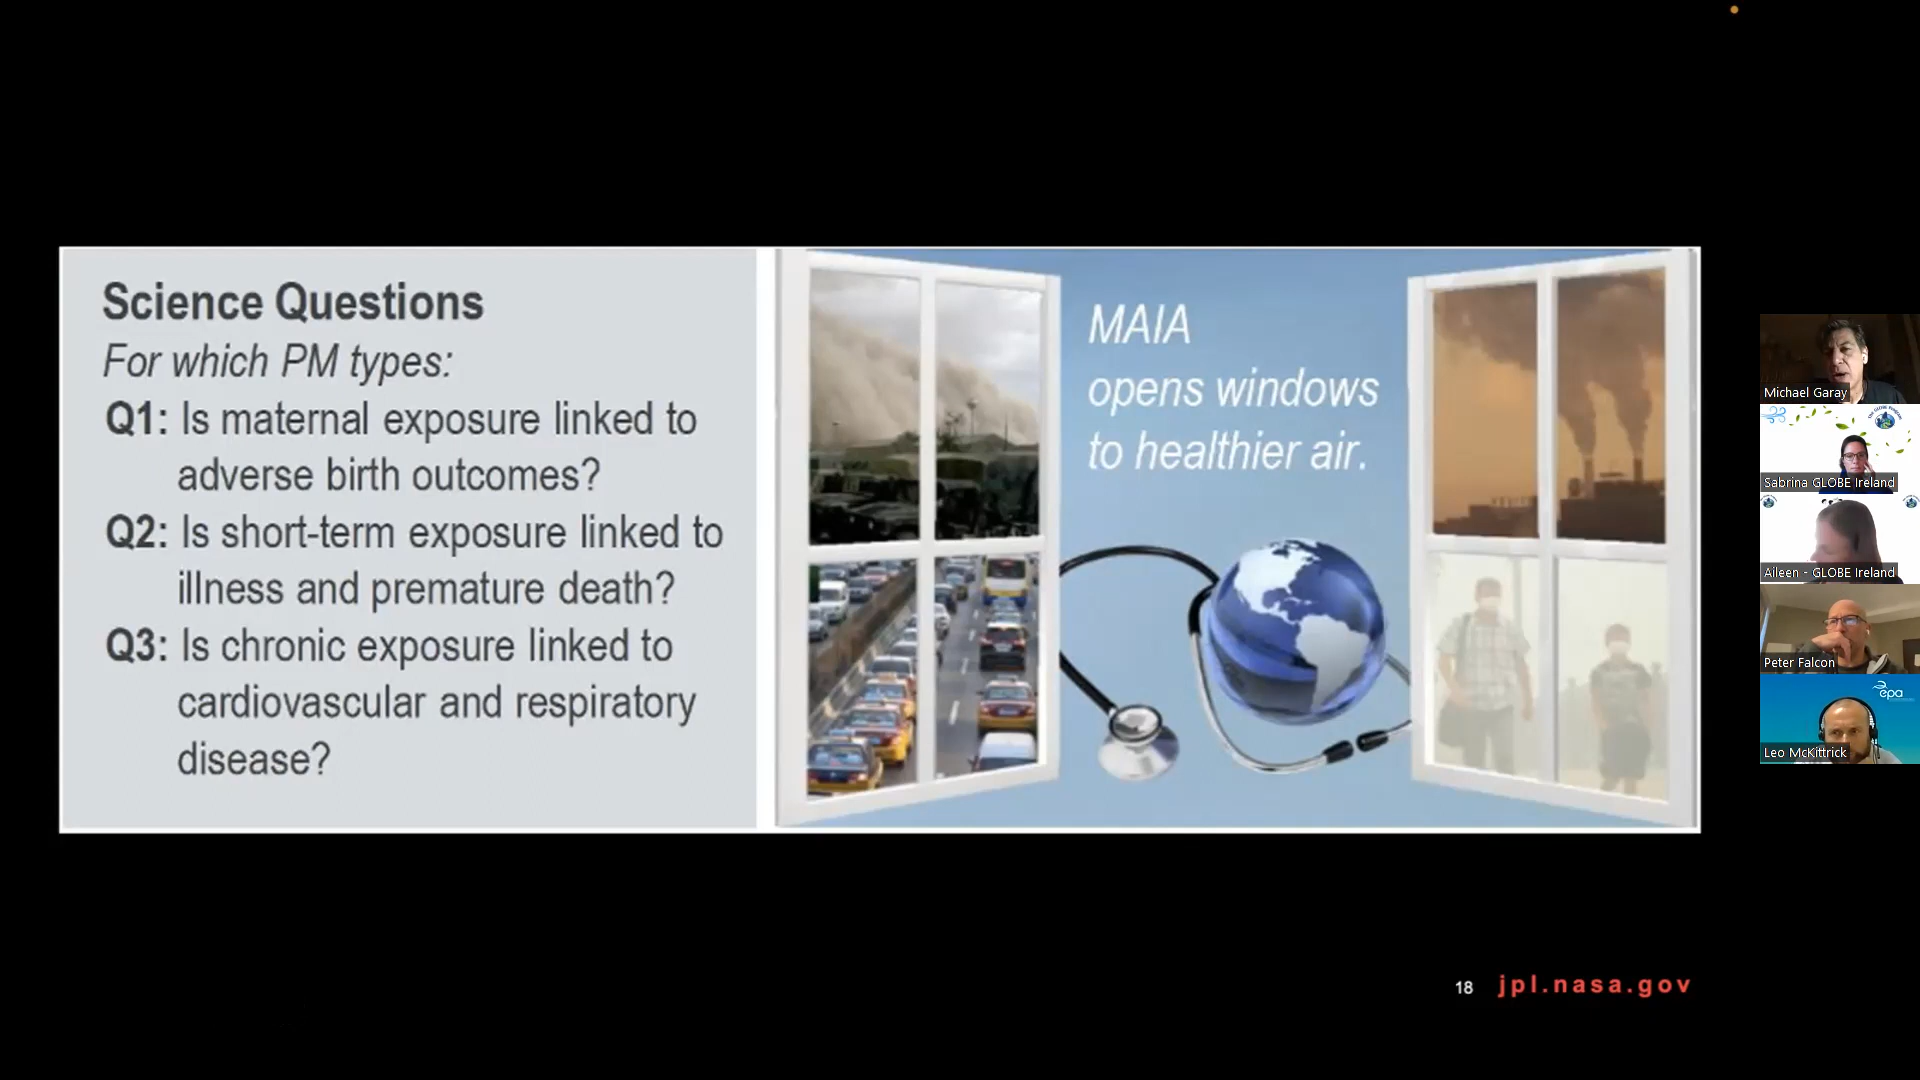 Science Questions
For which PM types:
Q1: Is maternal exposure linked to
adverse birth outcomes?
Q2: Is short-term exposure linked to
illness and premature death?
Q3: Is chronic exposure linked to
cardiovascular and respiratory
disease?
MAIA
opens windows
to healthier air.
18 jpl.nasa.gov
Michael Garay
Sabrina GLOBE Ireland
Aileen - GLOBE Ireland
Peter Falcon
epa
Leo McKittrick